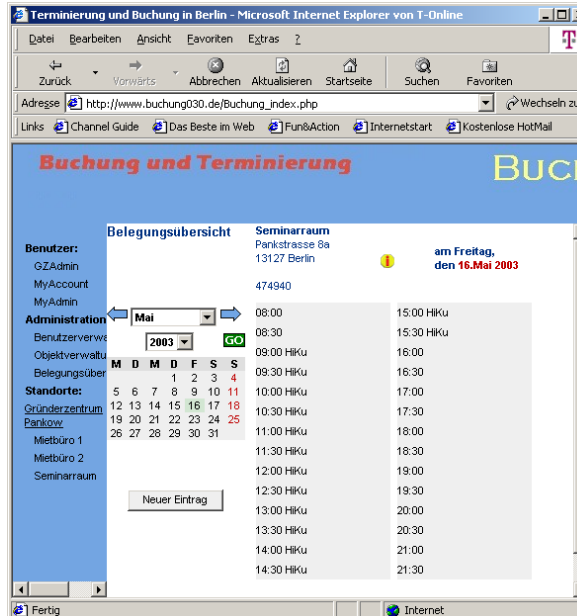 Terminierung und Buchung in Berlin - Microsoft Internet Explorer von T-Online
Datei Bearbeiten Ansicht Favoriten Extras ?
Zurück Vorwärts Abbrechen Aktualisieren Startseite Suchen Favoriten
Adresse http://www.buchung030.de/Buchung_index.php Wechseln zu
Links Channel Guide Das Beste im Web Fun&Action Internetstart Kostenlose HotMail
Buchung und Terminierung
Buc
Benutzer:
GZAdmin
MyAccount
MyAdmin
Administration
Benutzerverwa
Objektverwaltu
Belegungsüber
Standorte:
Gründerzentrum
Pankow
Mietbüro 1
Mietbüro 2
Seminarraum
Belegungsübersicht
Mai
2003 GO
M D M D F S S
1 2 3 4
5 6 7 8 9 10 11
12 13 14 15 16 17 18
19 20 21 22 23 24 25
26 27 28 29 30 31
Neuer Eintrag
Seminarraum
Pankstrasse 8a
13127 Berlin
474940
i
am Freitag,
den 16.Mai 2003
08:00
08:30
09:00 HiKu
09:30 HiKu
10:00 HiKu
10:30 HiKu
11:00 HiKu
11:30 HiKu
12:00 HiKu
12:30 HiKu
13:00 HiKu
13:30 HiKu
14:00 HiKu
14:30 HiKu
15:00 HiKu
15:30 HiKu
16:00
16:30
17:00
17:30
18:00
18:30
19:00
19:30
20:00
20:30
21:00
21:30
Fertig
Internet